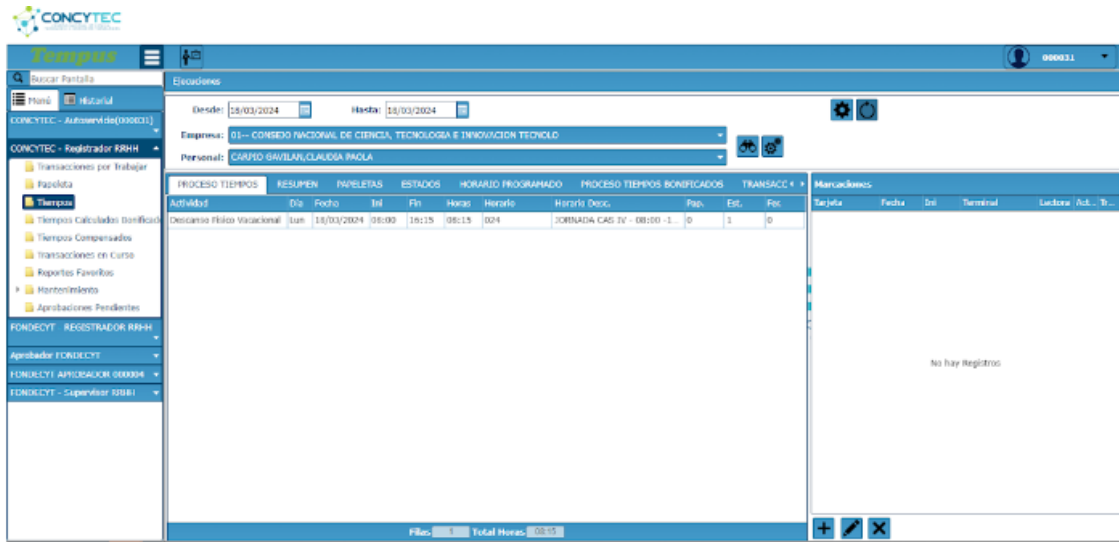 CONCYTEC
Tempus
000031
Buscar Pantalla
Ejecuciones
Menú Historial
Desde: 18/03/2024 Hasta: 18/03/2024
CONCYTEC - Autoservicio(000031)
Empresa: 01-- CONSEJO NACIONAL DE CIENCIA, TECNOLOGIA E INNOVACION TECNOLO
CONCYTEC - Registrador RRHH
Personal: CARPIO GAVILAN,CLAUDIA PAOLA
Transacciones por Trabajar
Papeleta
Tiempos
Tiempos Calculados Bonificad
Tiempos Compensados
Transacciones en Curso
Reportes Favoritos
Mantenimiento
Aprobaciones Pendientes
FONDECYT REGISTRADOR RRHH
Aprobador FONDECYT
FONDECYT APROBADOR 000004
FONDECYT - Supervisor RRHH
PROCESO TIEMPOS RESUMEN PAPELETAS ESTADOS HORARIO PROGRAMADO PROCESO TIEMPOS BONIFICADOS TRANSACC
Actividad Día Fecha Ini Fin Horas Horario Horario Desc. Pap. Est. Fer.
Descanso Físico Vacacional Lun 18/03/2024 08:00 16:15 08:15 024 JORNADA CAS IV - 08:00 -1... 0 1 0
Filas 1 Total Horas 08:15
Marcaciones
Tarjeta Fecha Ini Terminal Lectora Act... Tr...
No hay Registros